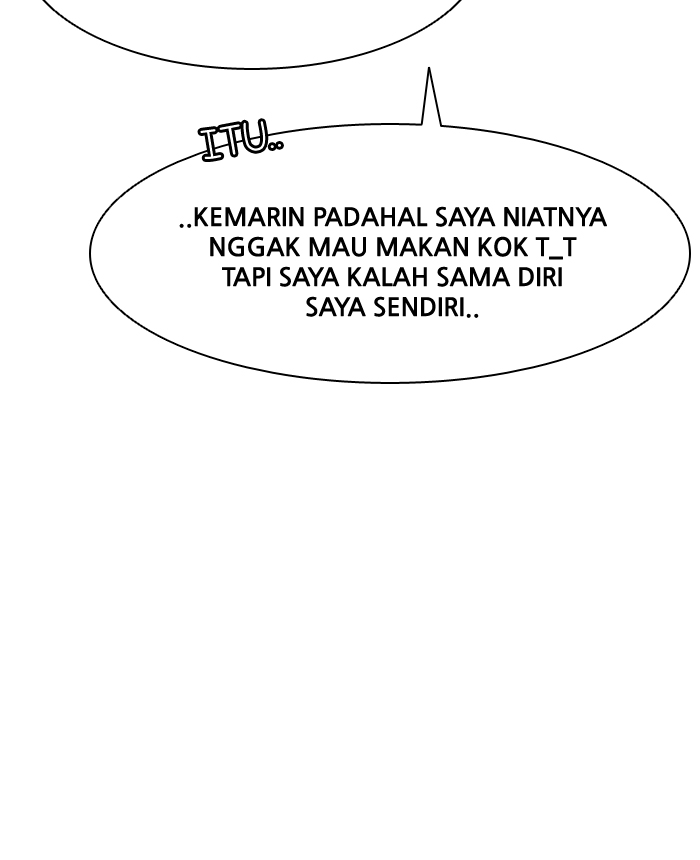 ITU..
..KEMARIN PADAHAL SAYA NIATNYA
NGGAK MAU MAKAN KOK T_T
TAPI SAYA KALAH SAMA DIRI
SAYA SENDIRI..